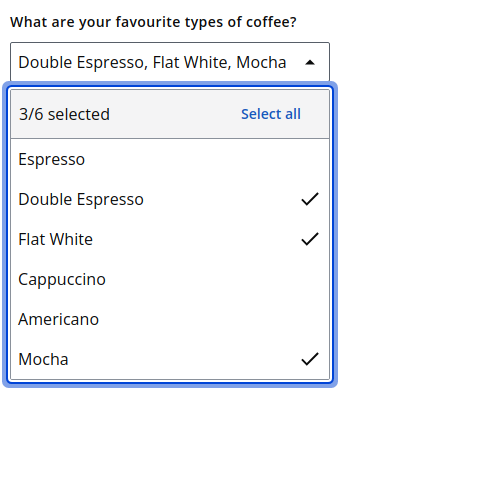 What are your favourite types of coffee?
Double Espresso, Flat White, Mocha
3/6 selected Select all
Espresso
Double Espresso
Flat White
Cappuccino
Americano
Mocha